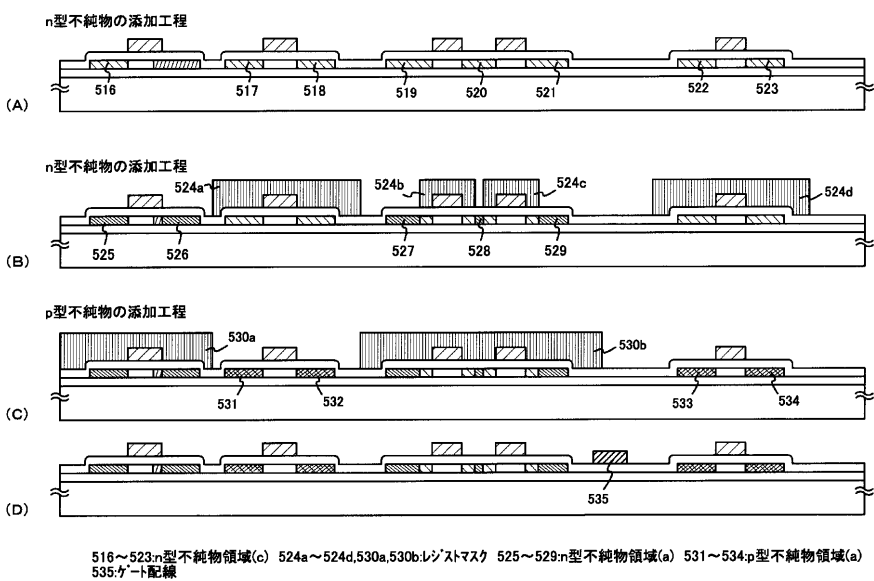 n型不純物の添加工程
516 517 518 519 520 521 522 523
(A)
n型不純物の添加工程
524a 524b 524c 524d
525 526 527 528 529
(B)
p型不純物の添加工程
530a 530b
531 532 533 534
(C)
535
(D)
516～523:n型不純物領域(c) 524a～524d,530a,530b:レジストマスク 525～529:n型不純物領域(a) 531～534:p型不純物領域(a)
535:ゲート配線